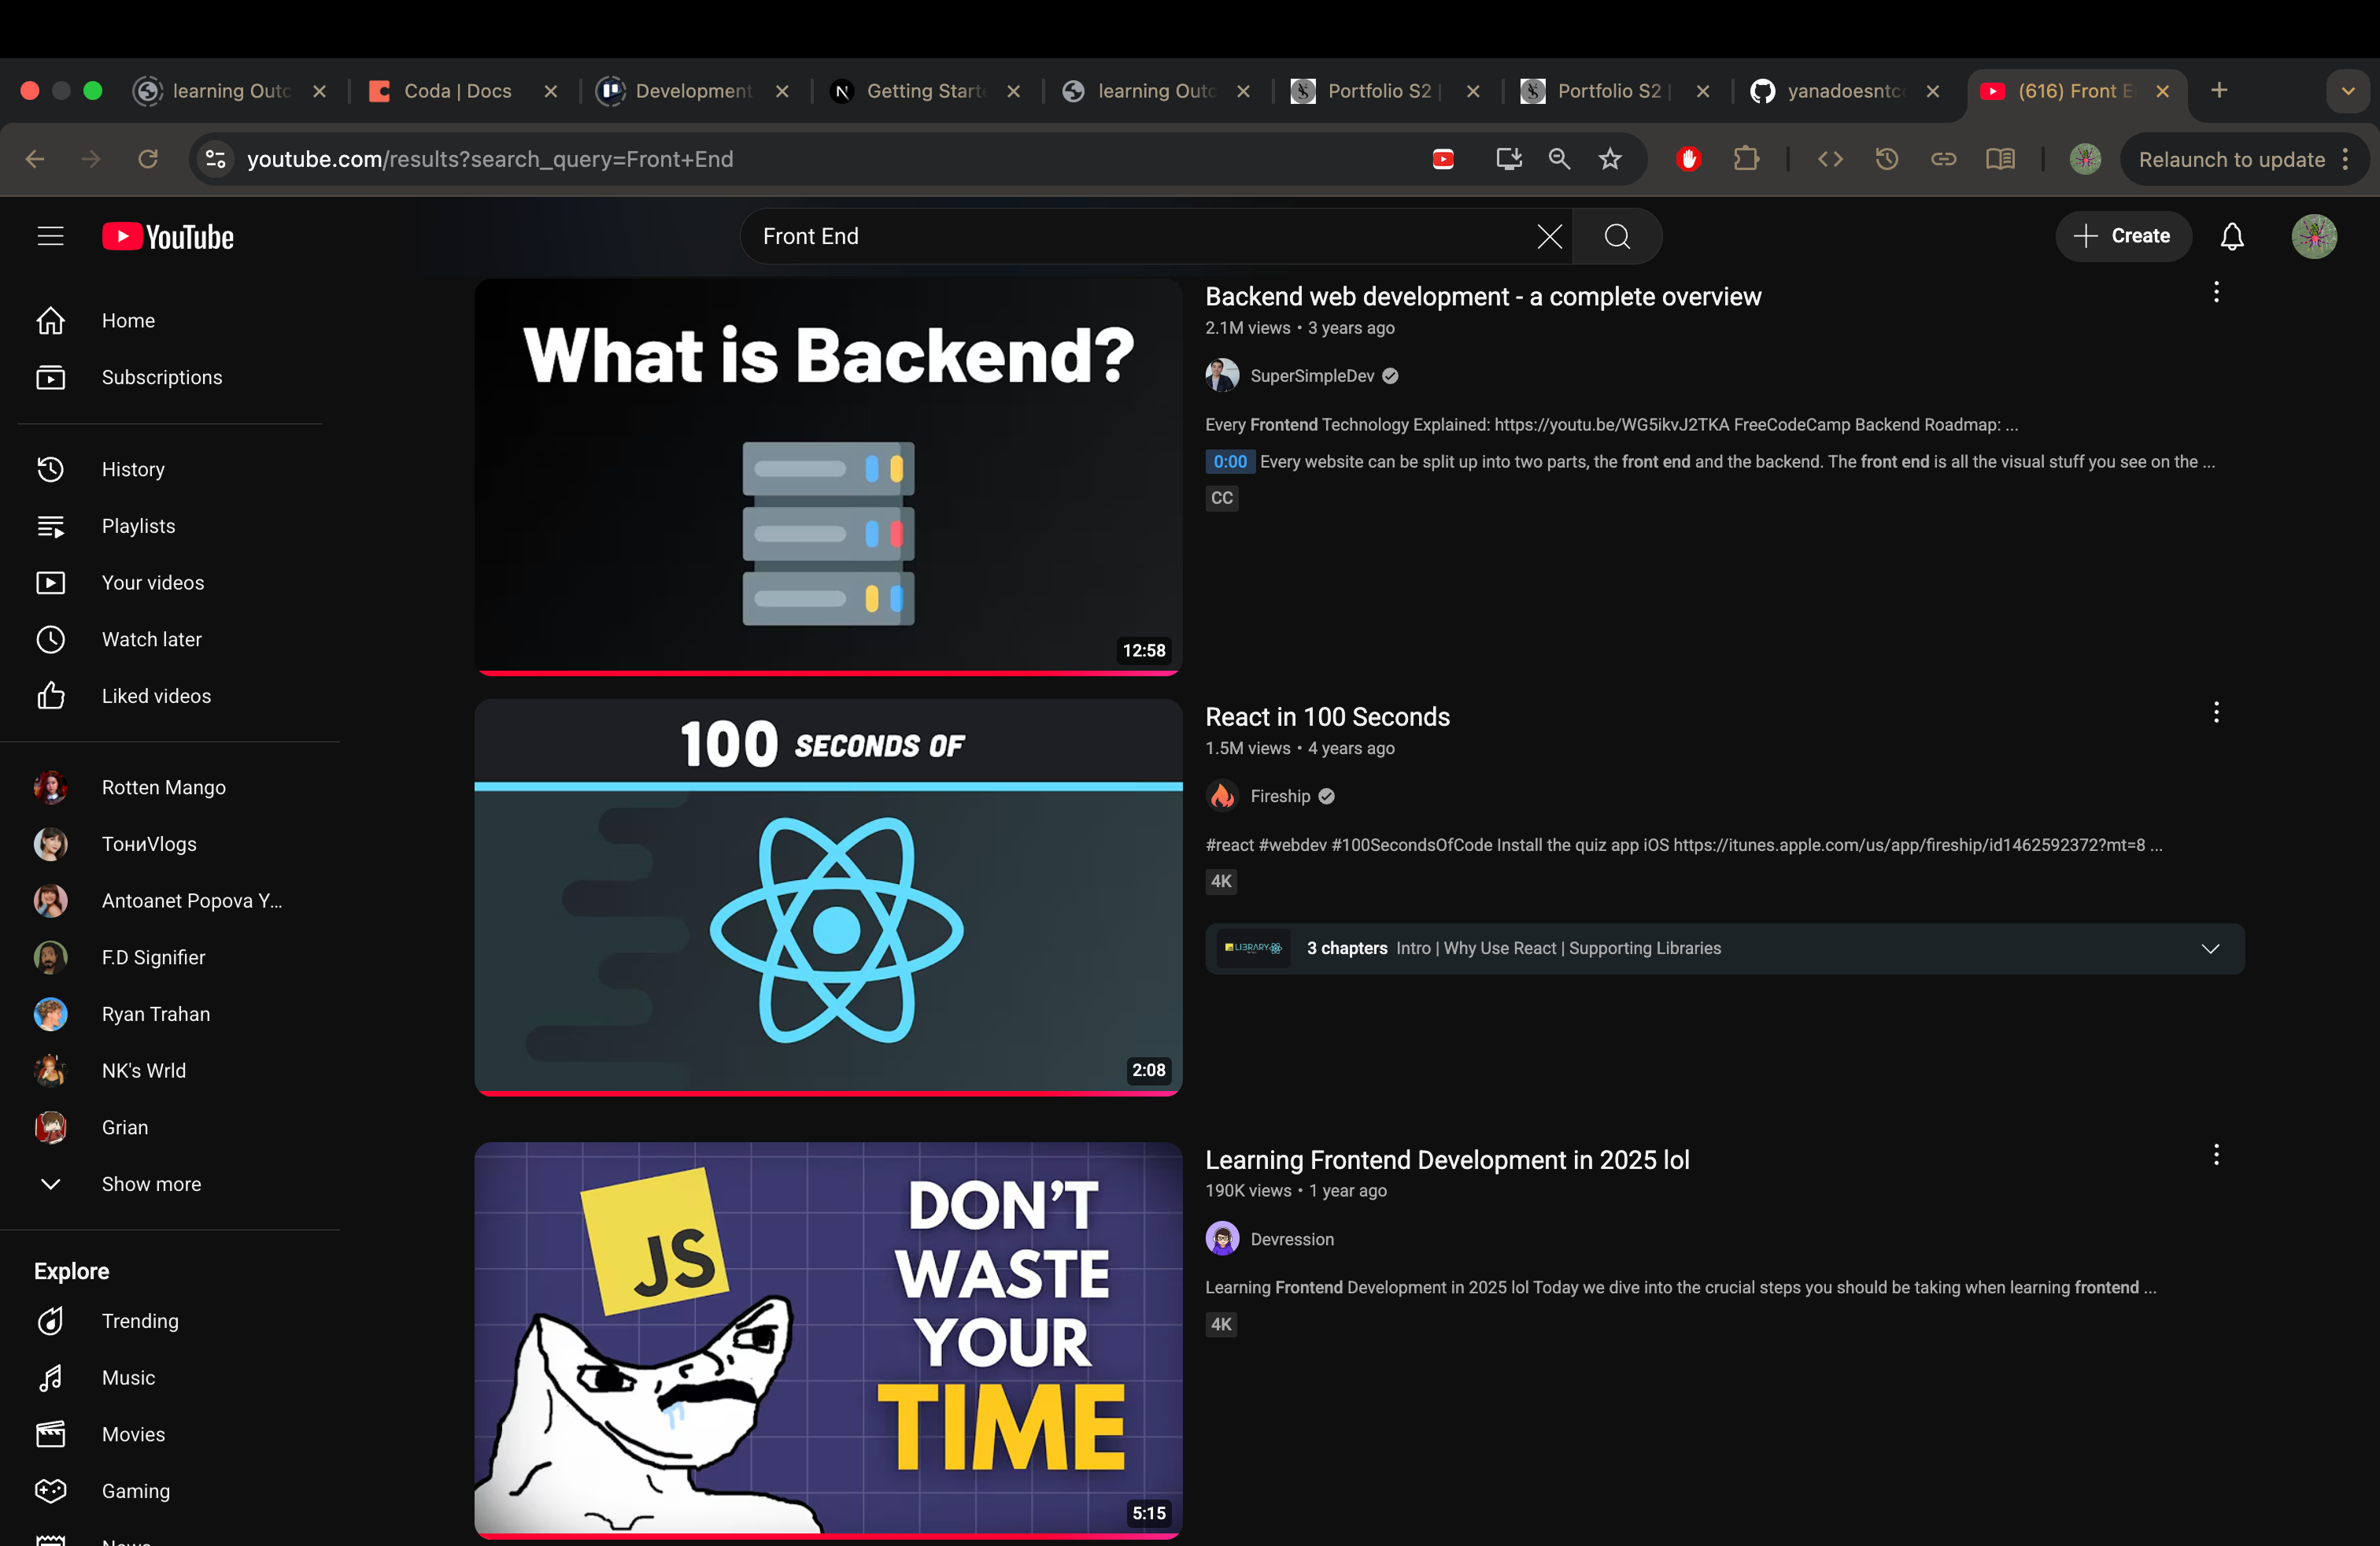 learning Outc
Coda | Docs
Development
Getting Starte
learning Outc
Portfolio S2 |
Portfolio S2 |
yanadoesntco
(616) Front E
youtube.com/results?search_query=Front+End
Relaunch to update
YouTube
Front End
Create
Home
Subscriptions
History
Playlists
Your videos
Watch later
Liked videos
Rotten Mango
ТониVlogs
Antoanet Popova Y...
F.D Signifier
Ryan Trahan
NK's Wrld
Grian
Show more
Explore
Trending
Music
Movies
Gaming
What is Backend?
12:58
Backend web development - a complete overview
2.1M views • 3 years ago
SuperSimpleDev
Every Frontend Technology Explained: https://youtu.be/WG5ikvJ2TKA FreeCodeCamp Backend Roadmap: ...
0:00 Every website can be split up into two parts, the front end and the backend. The front end is all the visual stuff you see on the ...
CC
100 SECONDS OF
2:08
React in 100 Seconds
1.5M views • 4 years ago
Fireship
#react #webdev #100SecondsOfCode Install the quiz app iOS https://itunes.apple.com/us/app/fireship/id1462592372?mt=8 ...
4K
LIBRARY
3 chapters Intro | Why Use React | Supporting Libraries
JS
DON'T
WASTE
YOUR
TIME
5:15
Learning Frontend Development in 2025 lol
190K views • 1 year ago
Devression
Learning Frontend Development in 2025 lol Today we dive into the crucial steps you should be taking when learning frontend ...
4K